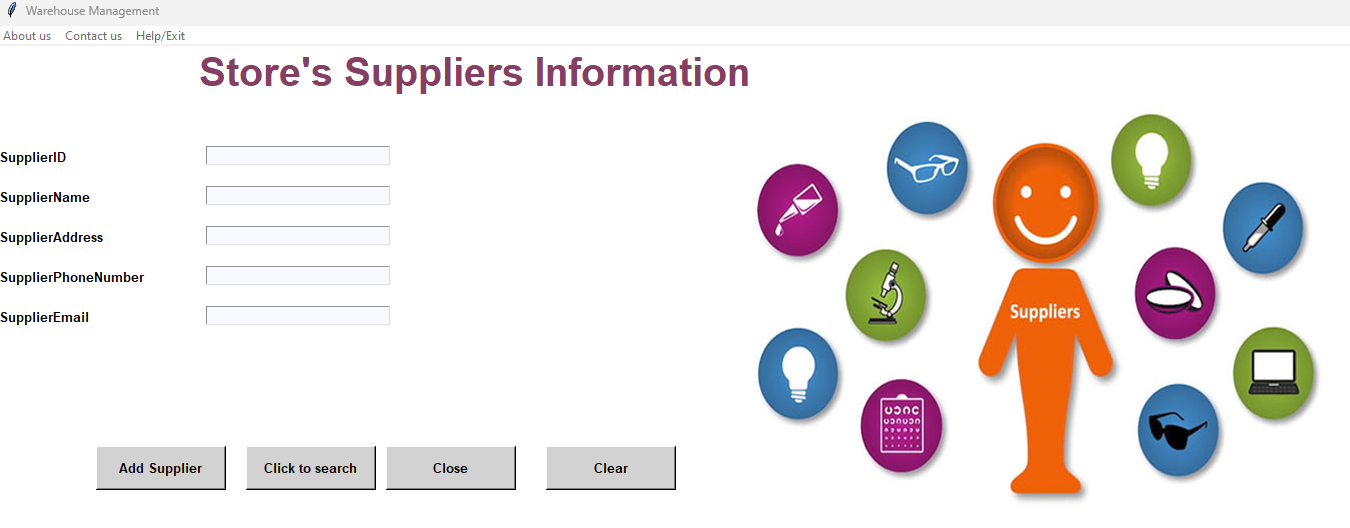 Warehouse Management
About us Contact us Help/Exit
Store's Suppliers Information
SupplierID
SupplierName
SupplierAddress
SupplierPhoneNumber
SupplierEmail
Suppliers
Add Supplier Click to search Close Clear